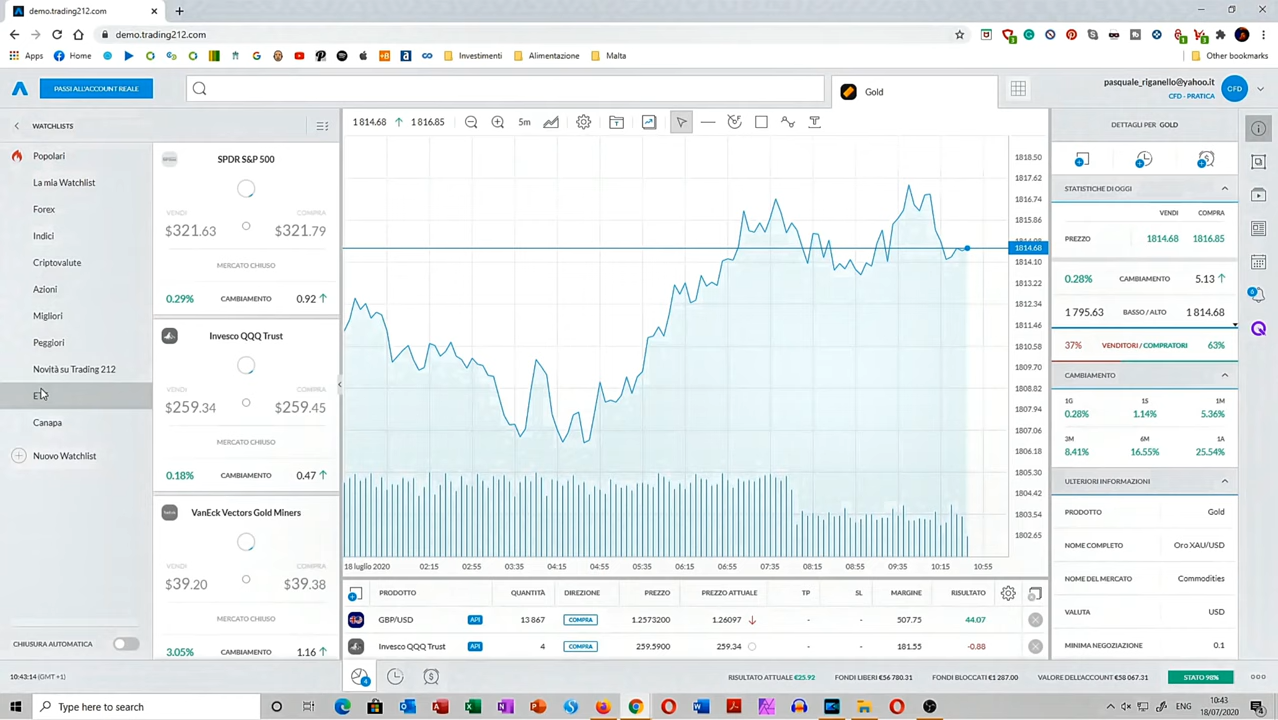 demo.trading212.com
demo.trading212.com
Apps
Home
Investimenti
Alimentazione
Malta
Other bookmarks
PASSI ALL'ACCOUNT REALE
Gold
pasquale_riganello@yahoo.it
CFD - PRATICA
CFD
WATCHLISTS
Popolari
La mia Watchlist
Forex
Indici
Criptovalute
Azioni
Migliori
Peggiori
Novità su Trading 212
Canapa
Nuovo Watchlist
CHIUSURA AUTOMATICA
SPDR S&P 500
VENDI COMPRA
$321.63 $321.79
MERCATO CHIUSO
0.29% CAMBIAMENTO 0.92
Invesco QQQ Trust
VENDI COMPRA
$259.34 $259.45
MERCATO CHIUSO
0.18% CAMBIAMENTO 0.47
VanEck Vectors Gold Miners
VENDI COMPRA
$39.20 $39.38
MERCATO CHIUSO
3.05% CAMBIAMENTO 1.16
1 814.68 1 816.85 5m
1818.50
1817.62
1816.74
1815.86
1814.68
1814.10
1813.22
1812.34
1811.46
1810.58
1809.70
1808.82
1807.94
1806.18
1805.30
1804.42
1803.54
1802.65
18 luglio 2020 02:15 02:55 03:35 04:15 04:55 05:35 06:15 06:55 07:35 08:15 08:55 09:35 10:15 10:55
PRODOTTO QUANTITÀ DIREZIONE PREZZO PREZZO ATTUALE TP SL MARGINE RISULTATO
GBP/USD API 13 867 COMPRA 1.2573200 1.26097 - - 507.75 44.07
Invesco QQQ Trust API 4 COMPRA 259.5900 259.34 - - 181.55 -0.88
RISULTATO ATTUALE €25.92 FONDI LIBERI €56 780.31 FONDI BLOCCATI €1 287.00 VALORE DELL'ACCOUNT €58 067.31 STATO 98%
DETTAGLI PER GOLD
STATISTICHE DI OGGI
VENDI COMPRA
PREZZO 1814.68 1816.85
0.28% CAMBIAMENTO 5.13
1 795.63 BASSO / ALTO 1 814.68
37% VENDITORI / COMPRATORI 63%
CAMBIAMENTO
1G 1S 1M
0.28% 1.14% 5.36%
3M 6M 1A
8.41% 16.55% 25.54%
ULTERIORI INFORMAZIONI
PRODOTTO Gold
NOME COMPLETO Oro XAU/USD
NOME DEL MERCATO Commodities
VALUTA USD
MINIMA NEGOZIAZIONE 0.1
Type here to search
ENG
10:43
18/07/2020
10:43:14 (GMT +1)